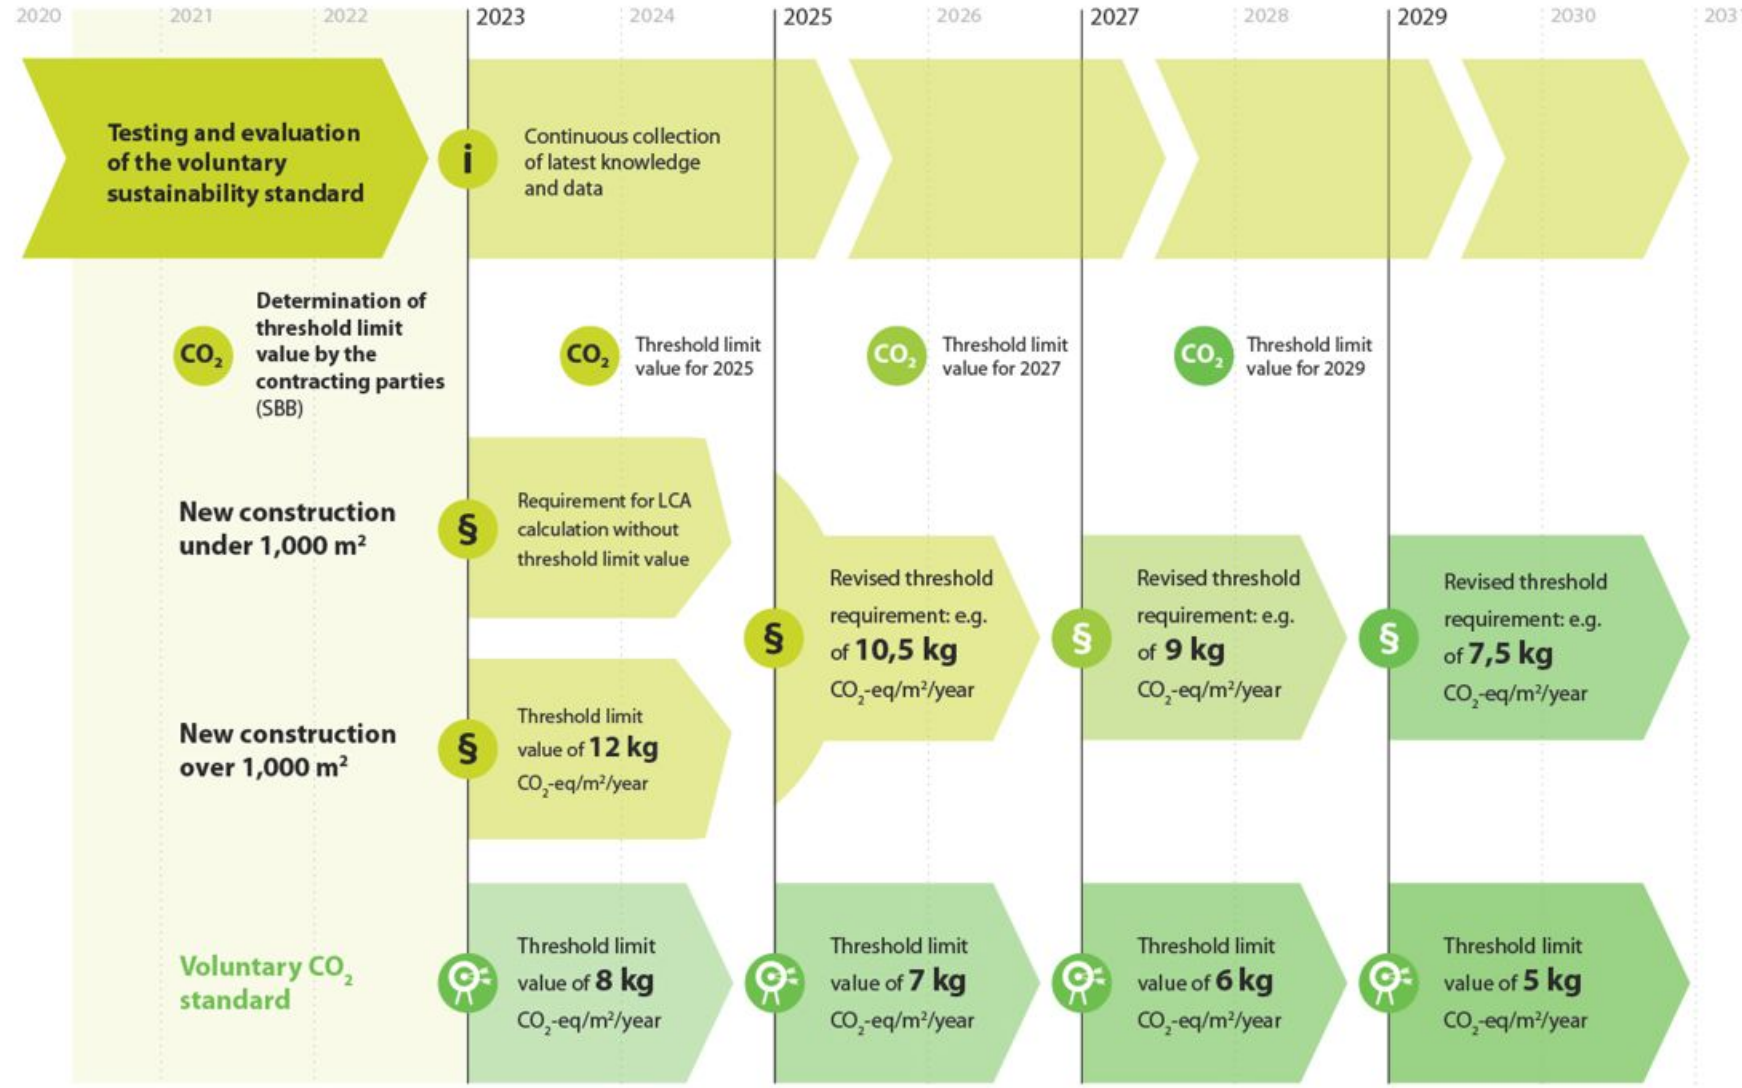 2020 2021 2022 2023 2024 2025 2026 2027 2028 2029 2030
Testing and evaluation
of the voluntary
sustainability standard
i
Continuous collection
of latest knowledge
and data
CO₂
Determination of
threshold limit
value by the
contracting parties
(SBB)
CO₂
Threshold limit
value for 2025
CO₂
Threshold limit
value for 2027
CO₂
Threshold limit
value for 2029
New construction
under 1,000 m²
§
Requirement for LCA
calculation without
threshold limit value
New construction
over 1,000 m²
§
Threshold limit
value of 12 kg
CO₂-eq/m²/year
§
Revised threshold
requirement: e.g.
of 10,5 kg
CO₂-eq/m²/year
§
Revised threshold
requirement: e.g.
of 9 kg
CO₂-eq/m²/year
§
Revised threshold
requirement: e.g.
of 7,5 kg
CO₂-eq/m²/year
Voluntary CO₂
standard
Threshold limit
value of 8 kg
CO₂-eq/m²/year
Threshold limit
value of 7 kg
CO₂-eq/m²/year
Threshold limit
value of 6 kg
CO₂-eq/m²/year
Threshold limit
value of 5 kg
CO₂-eq/m²/year